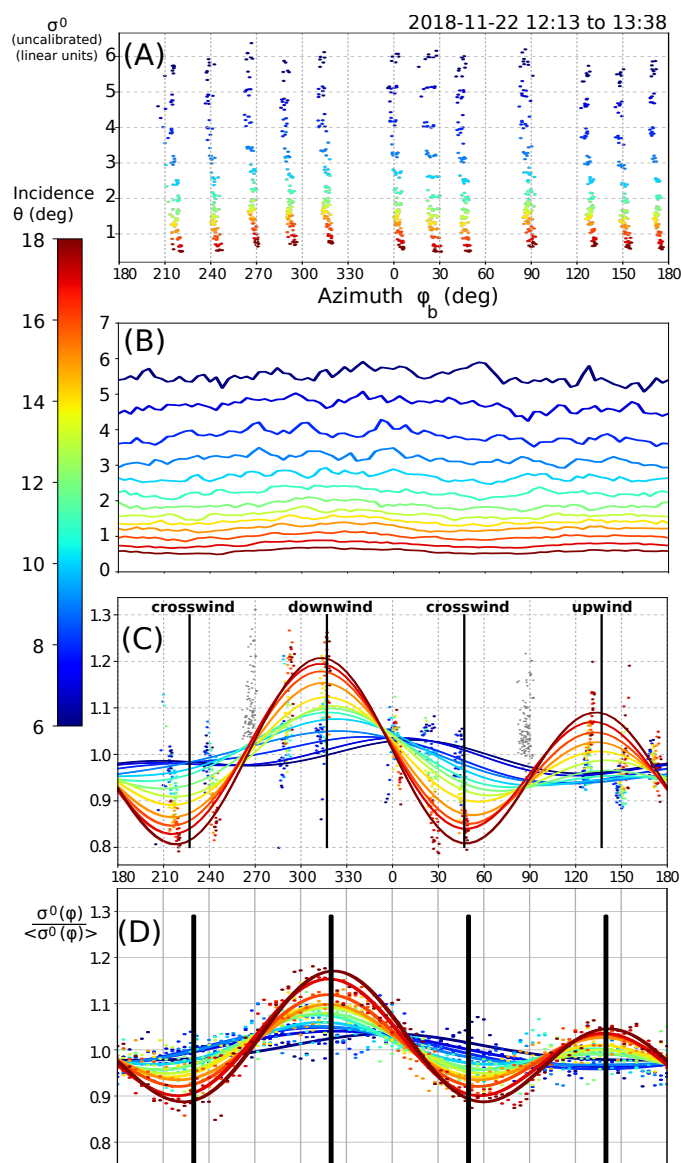 σ⁰
(uncalibrated)
(linear units)
2018-11-22 12:13 to 13:38
(A)
6
5
4
3
2
1
180 210 240 270 300 330 0 30 60 90 120 150 180
Azimuth φ_b (deg)
Incidence
θ (deg)
18
16
14
12
10
8
6
(B)
7
6
5
4
3
2
1
0
crosswind downwind crosswind upwind
(C)
1.3
1.2
1.1
1.0
0.9
0.8
180 210 240 270 300 330 0 30 60 90 120 150 180
σ⁰(φ)
<σ⁰(φ)>
(D)
1.3
1.2
1.1
1.0
0.9
0.8